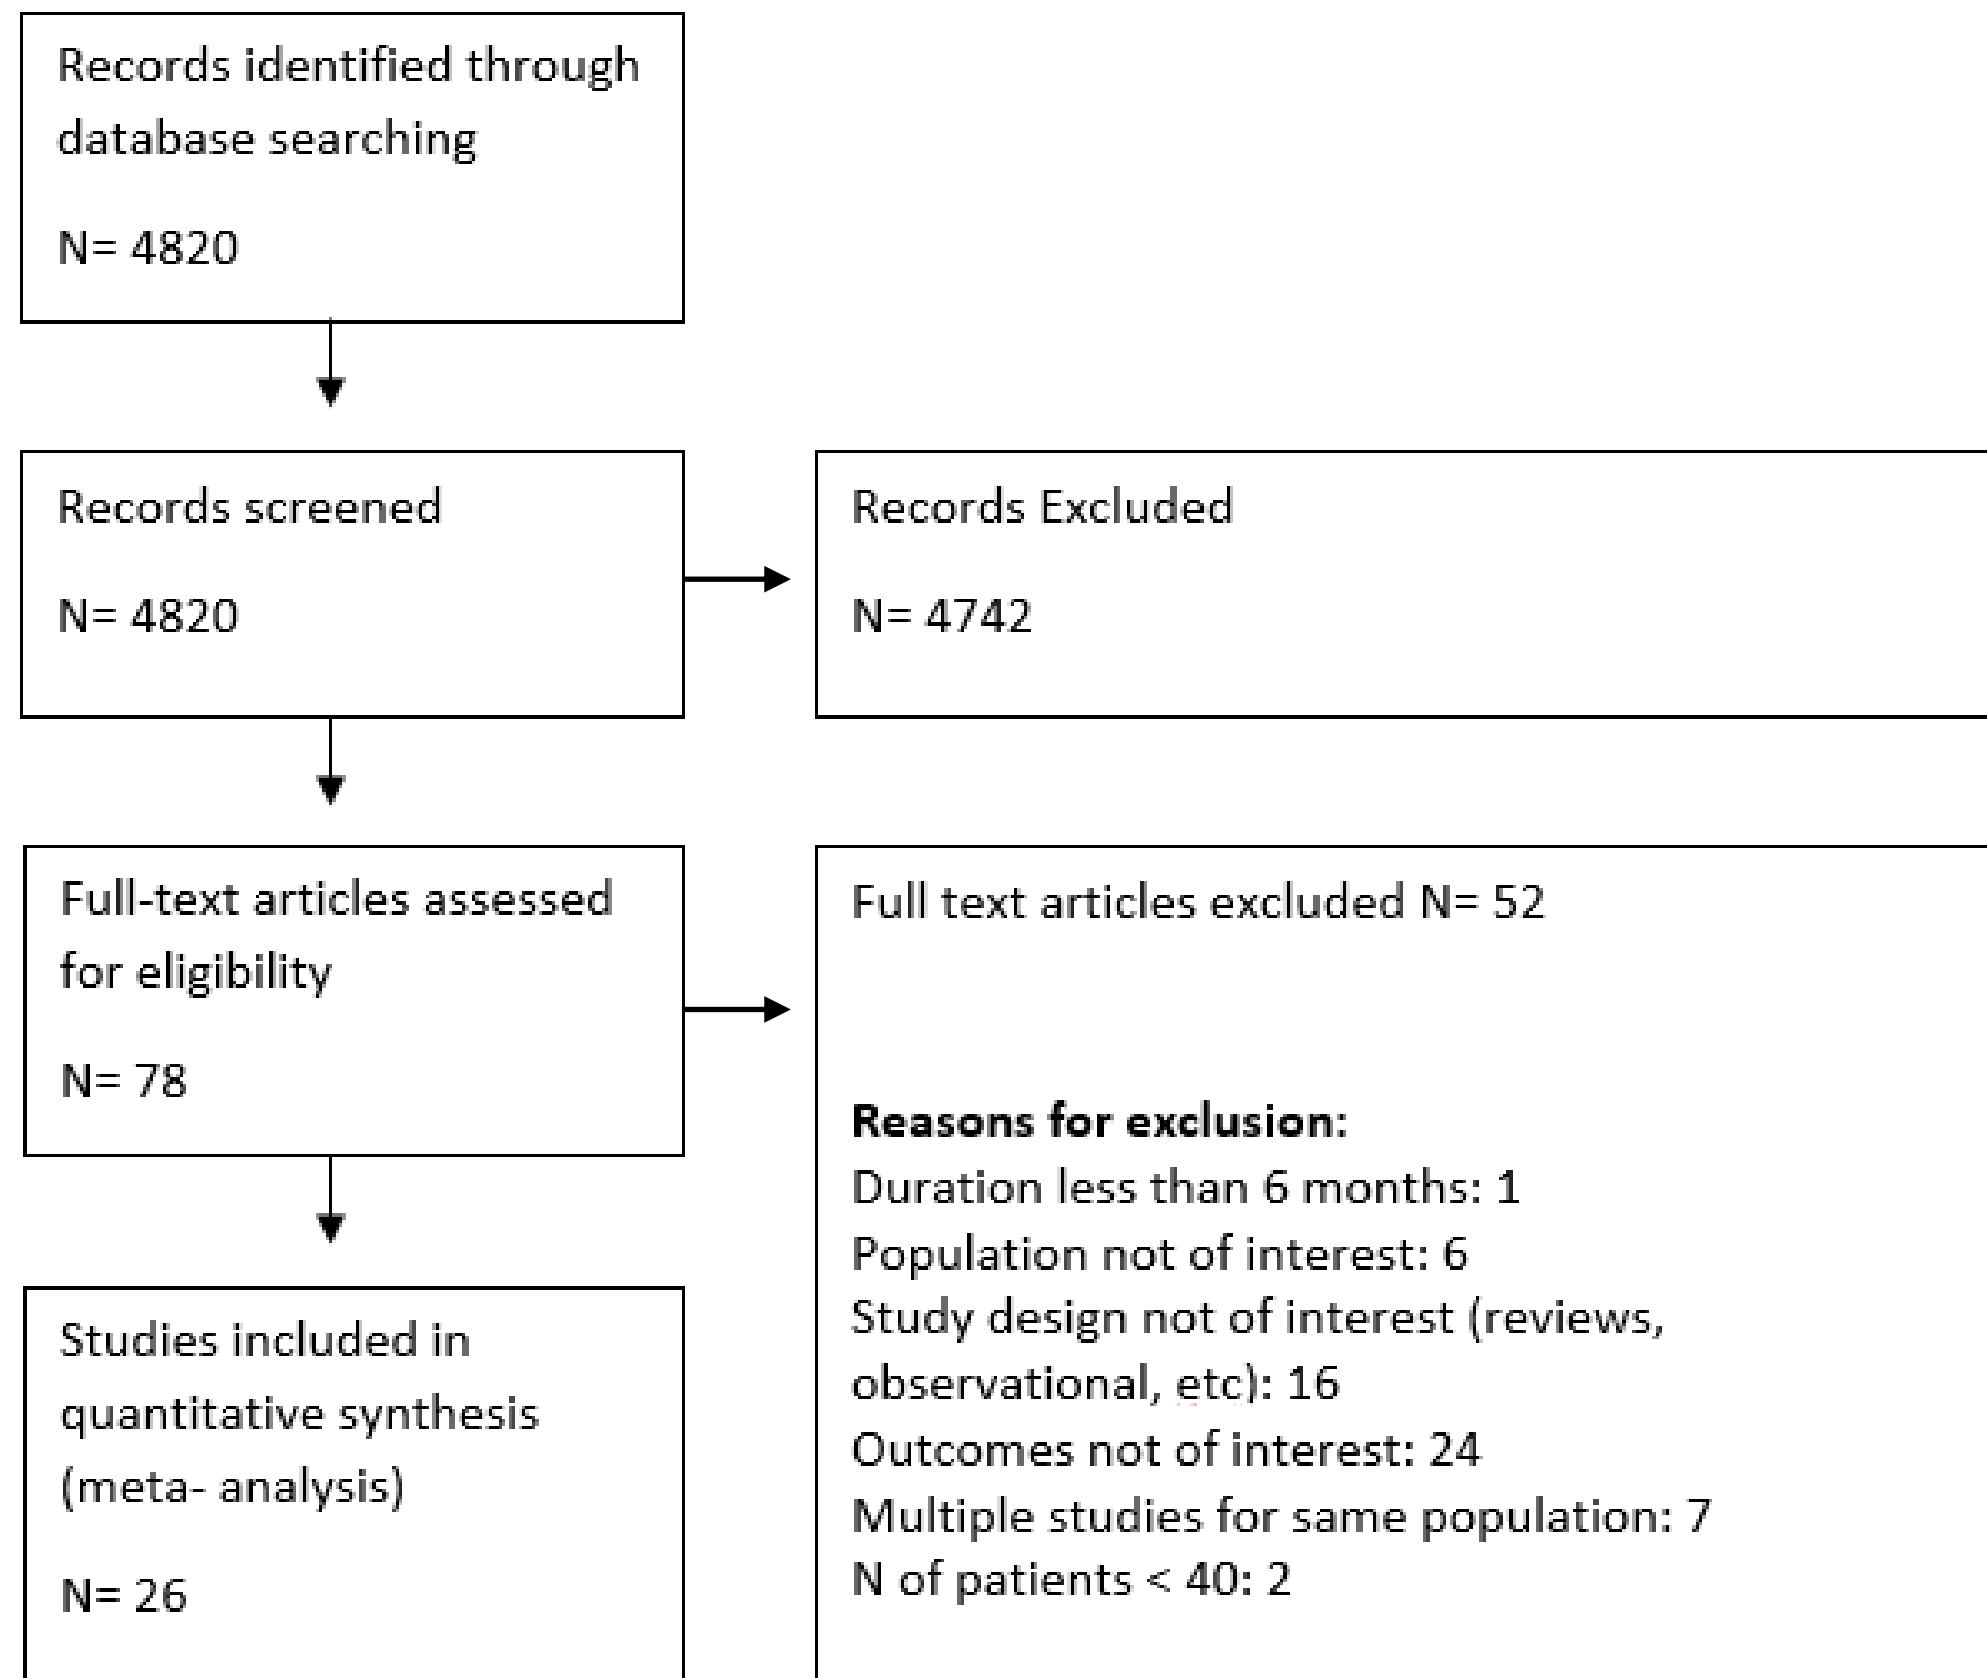 Records identified through
database searching
N= 4820
Records screened
N= 4820
Records Excluded
N= 4742
Full-text articles assessed
for eligibility
N= 78
Full text articles excluded N= 52
Reasons for exclusion:
Duration less than 6 months: 1
Population not of interest: 6
Study design not of interest (reviews,
observational, etc): 16
Outcomes not of interest: 24
Multiple studies for same population: 7
N of patients < 40: 2
Studies included in
quantitative synthesis
(meta- analysis)
N= 26